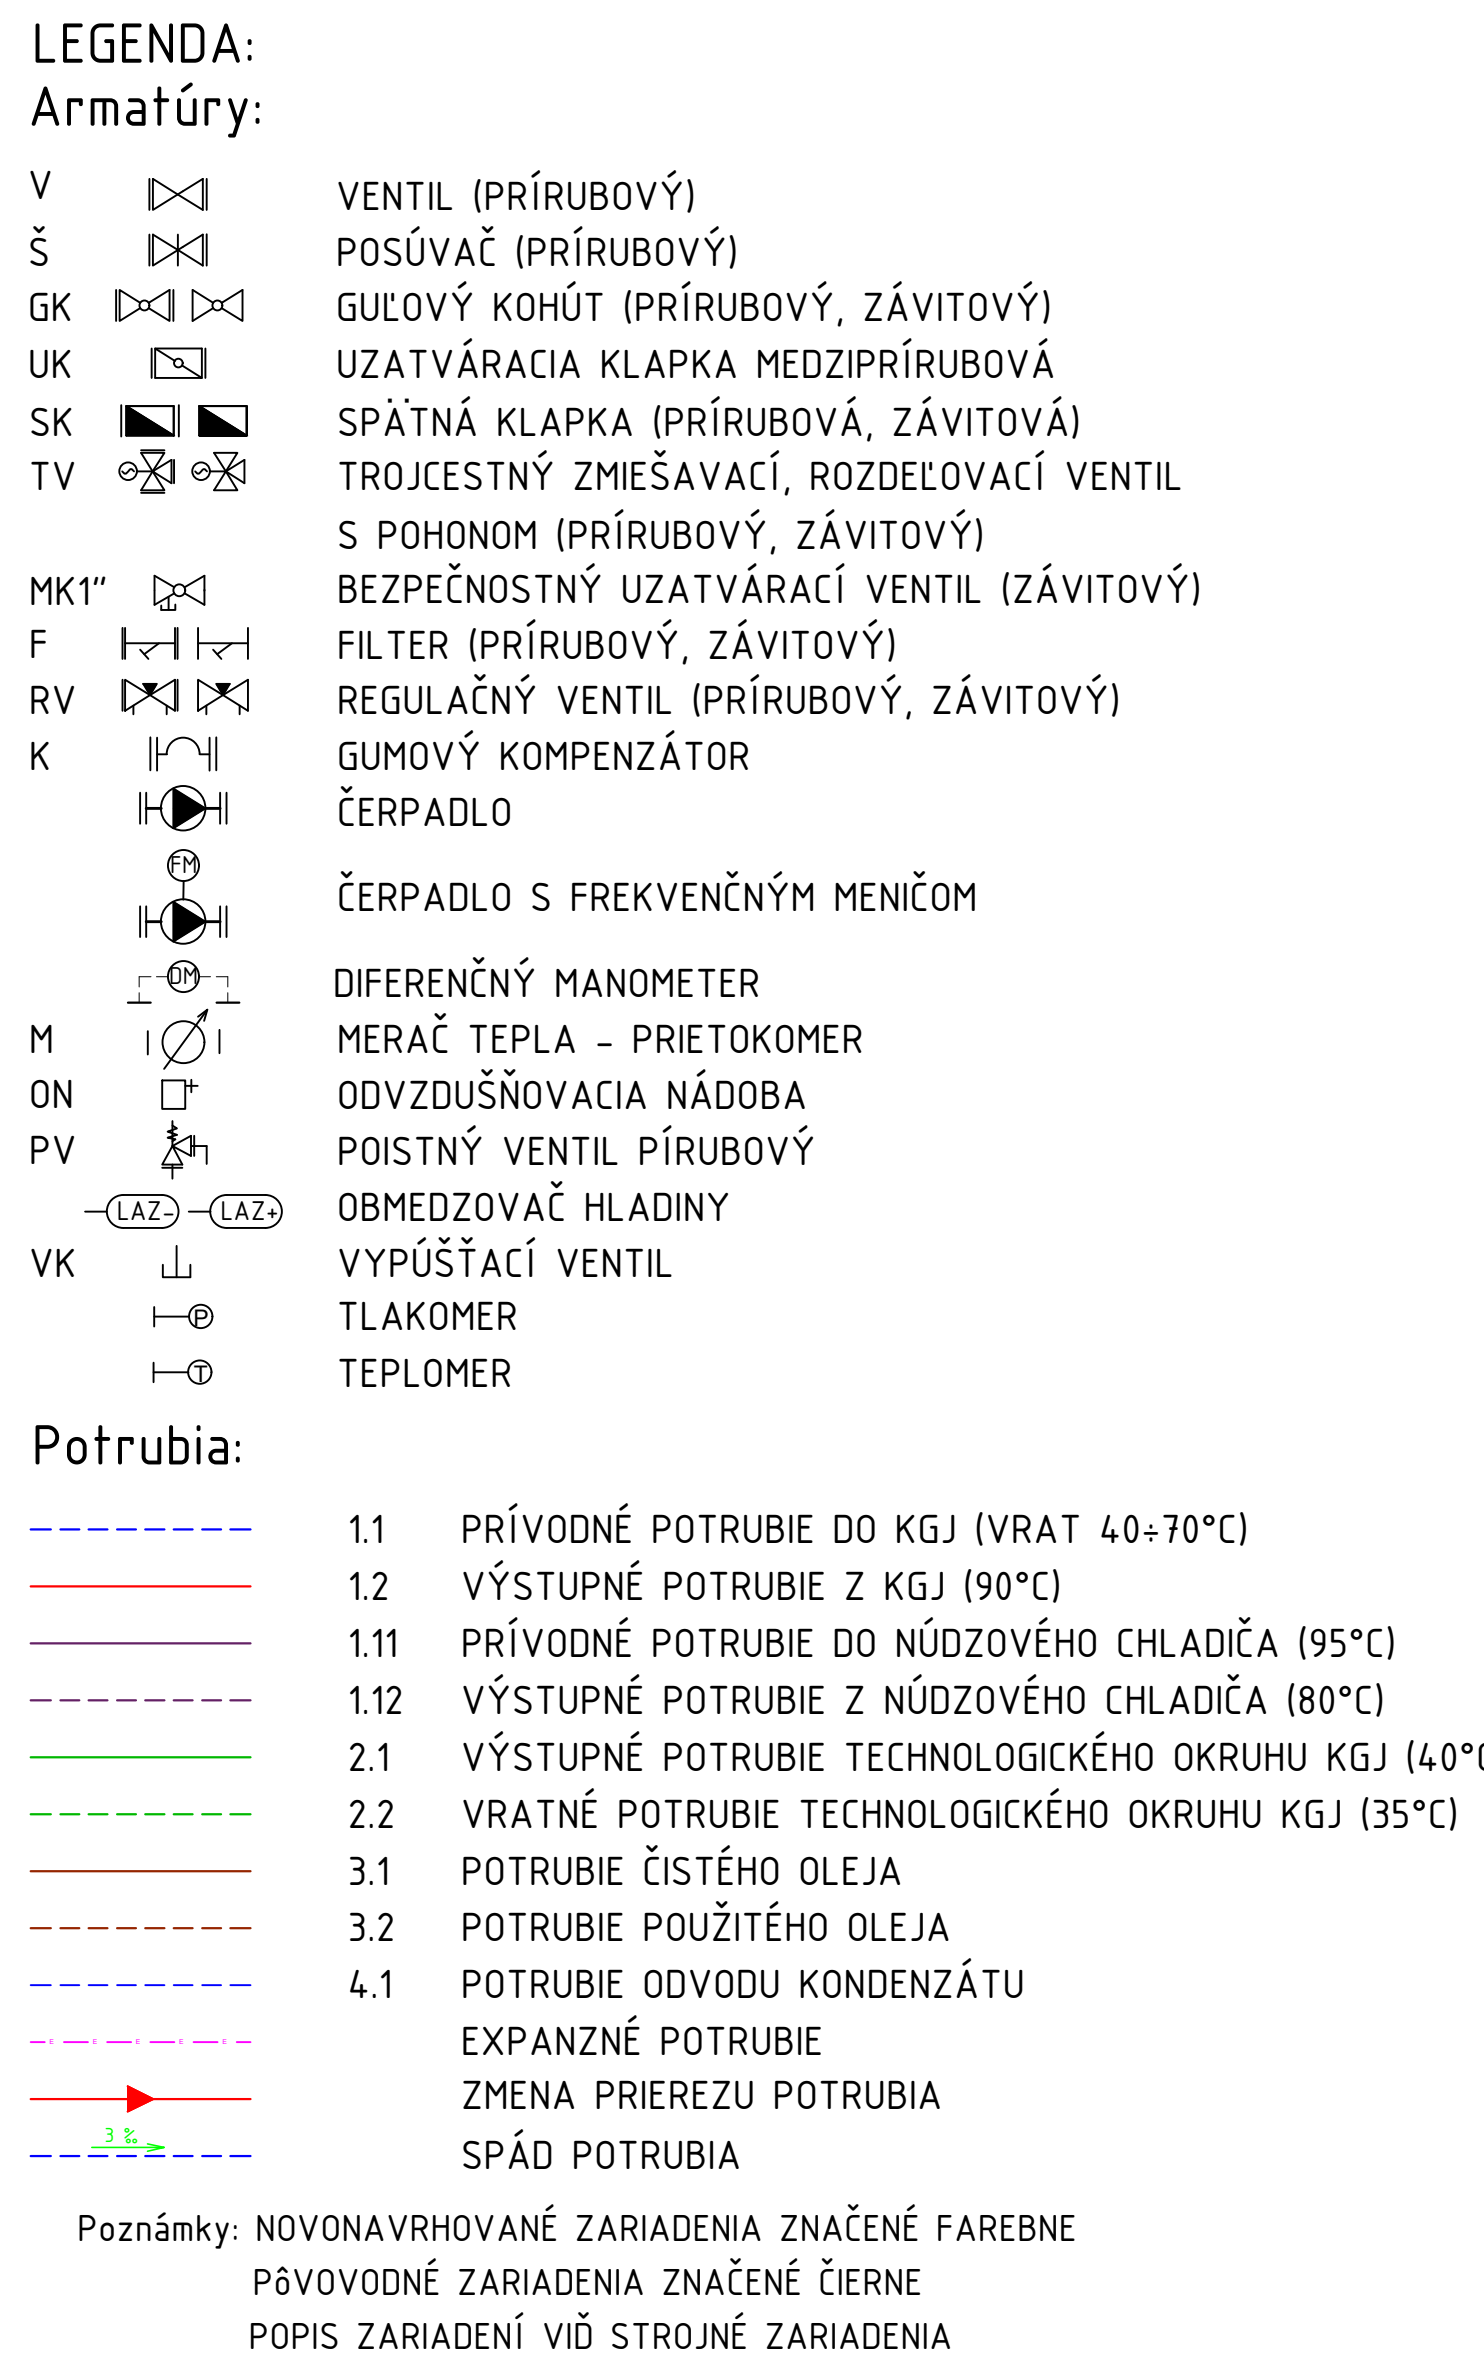 LEGENDA:
Armatúry:
V VENTIL (PRÍRUBOVÝ)
Š POSÚVAČ (PRÍRUBOVÝ)
GK GUĽOVÝ KOHÚT (PRÍRUBOVÝ, ZÁVITOVÝ)
UK UZATVÁRACIA KLAPKA MEDZIPRÍRUBOVÁ
SK SPÄTNÁ KLAPKA (PRÍRUBOVÁ, ZÁVITOVÁ)
TV TROJCESTNÝ ZMIEŠAVACÍ, ROZDEĽOVACÍ VENTIL
S POHONOM (PRÍRUBOVÝ, ZÁVITOVÝ)
MK1" BEZPEČNOSTNÝ UZATVÁRACÍ VENTIL (ZÁVITOVÝ)
F FILTER (PRÍRUBOVÝ, ZÁVITOVÝ)
RV REGULAČNÝ VENTIL (PRÍRUBOVÝ, ZÁVITOVÝ)
K GUMOVÝ KOMPENZÁTOR
ČERPADLO
FM ČERPADLO S FREKVENČNÝM MENIČOM
DM DIFERENČNÝ MANOMETER
M MERAČ TEPLA - PRIETOKOMER
ON ODVZDUŠŇOVACIA NÁDOBA
PV POISTNÝ VENTIL PÍRUBOVÝ
LAZ- LAZ+ OBMEDZOVAČ HLADINY
VK VYPÚŠŤACÍ VENTIL
P TLAKOMER
T TEPLOMER
Potrubia:
1.1 PRÍVODNÉ POTRUBIE DO KGJ (VRAT 40÷70°C)
1.2 VÝSTUPNÉ POTRUBIE Z KGJ (90°C)
1.11 PRÍVODNÉ POTRUBIE DO NÚDZOVÉHO CHLADIČA (95°C)
1.12 VÝSTUPNÉ POTRUBIE Z NÚDZOVÉHO CHLADIČA (80°C)
2.1 VÝSTUPNÉ POTRUBIE TECHNOLOGICKÉHO OKRUHU KGJ (40°C
2.2 VRATNÉ POTRUBIE TECHNOLOGICKÉHO OKRUHU KGJ (35°C)
3.1 POTRUBIE ČISTÉHO OLEJA
3.2 POTRUBIE POUŽITÉHO OLEJA
4.1 POTRUBIE ODVODU KONDENZÁTU
E E E E E EXPANZNÉ POTRUBIE
ZMENA PRIEREZU POTRUBIA
3 ‰ SPÁD POTRUBIA
Poznámky: NOVONAVRHOVANÉ ZARIADENIA ZNAČENÉ FAREBNE
PôVOVODNÉ ZARIADENIA ZNAČENÉ ČIERNE
POPIS ZARIADENÍ VIĎ STROJNÉ ZARIADENIA